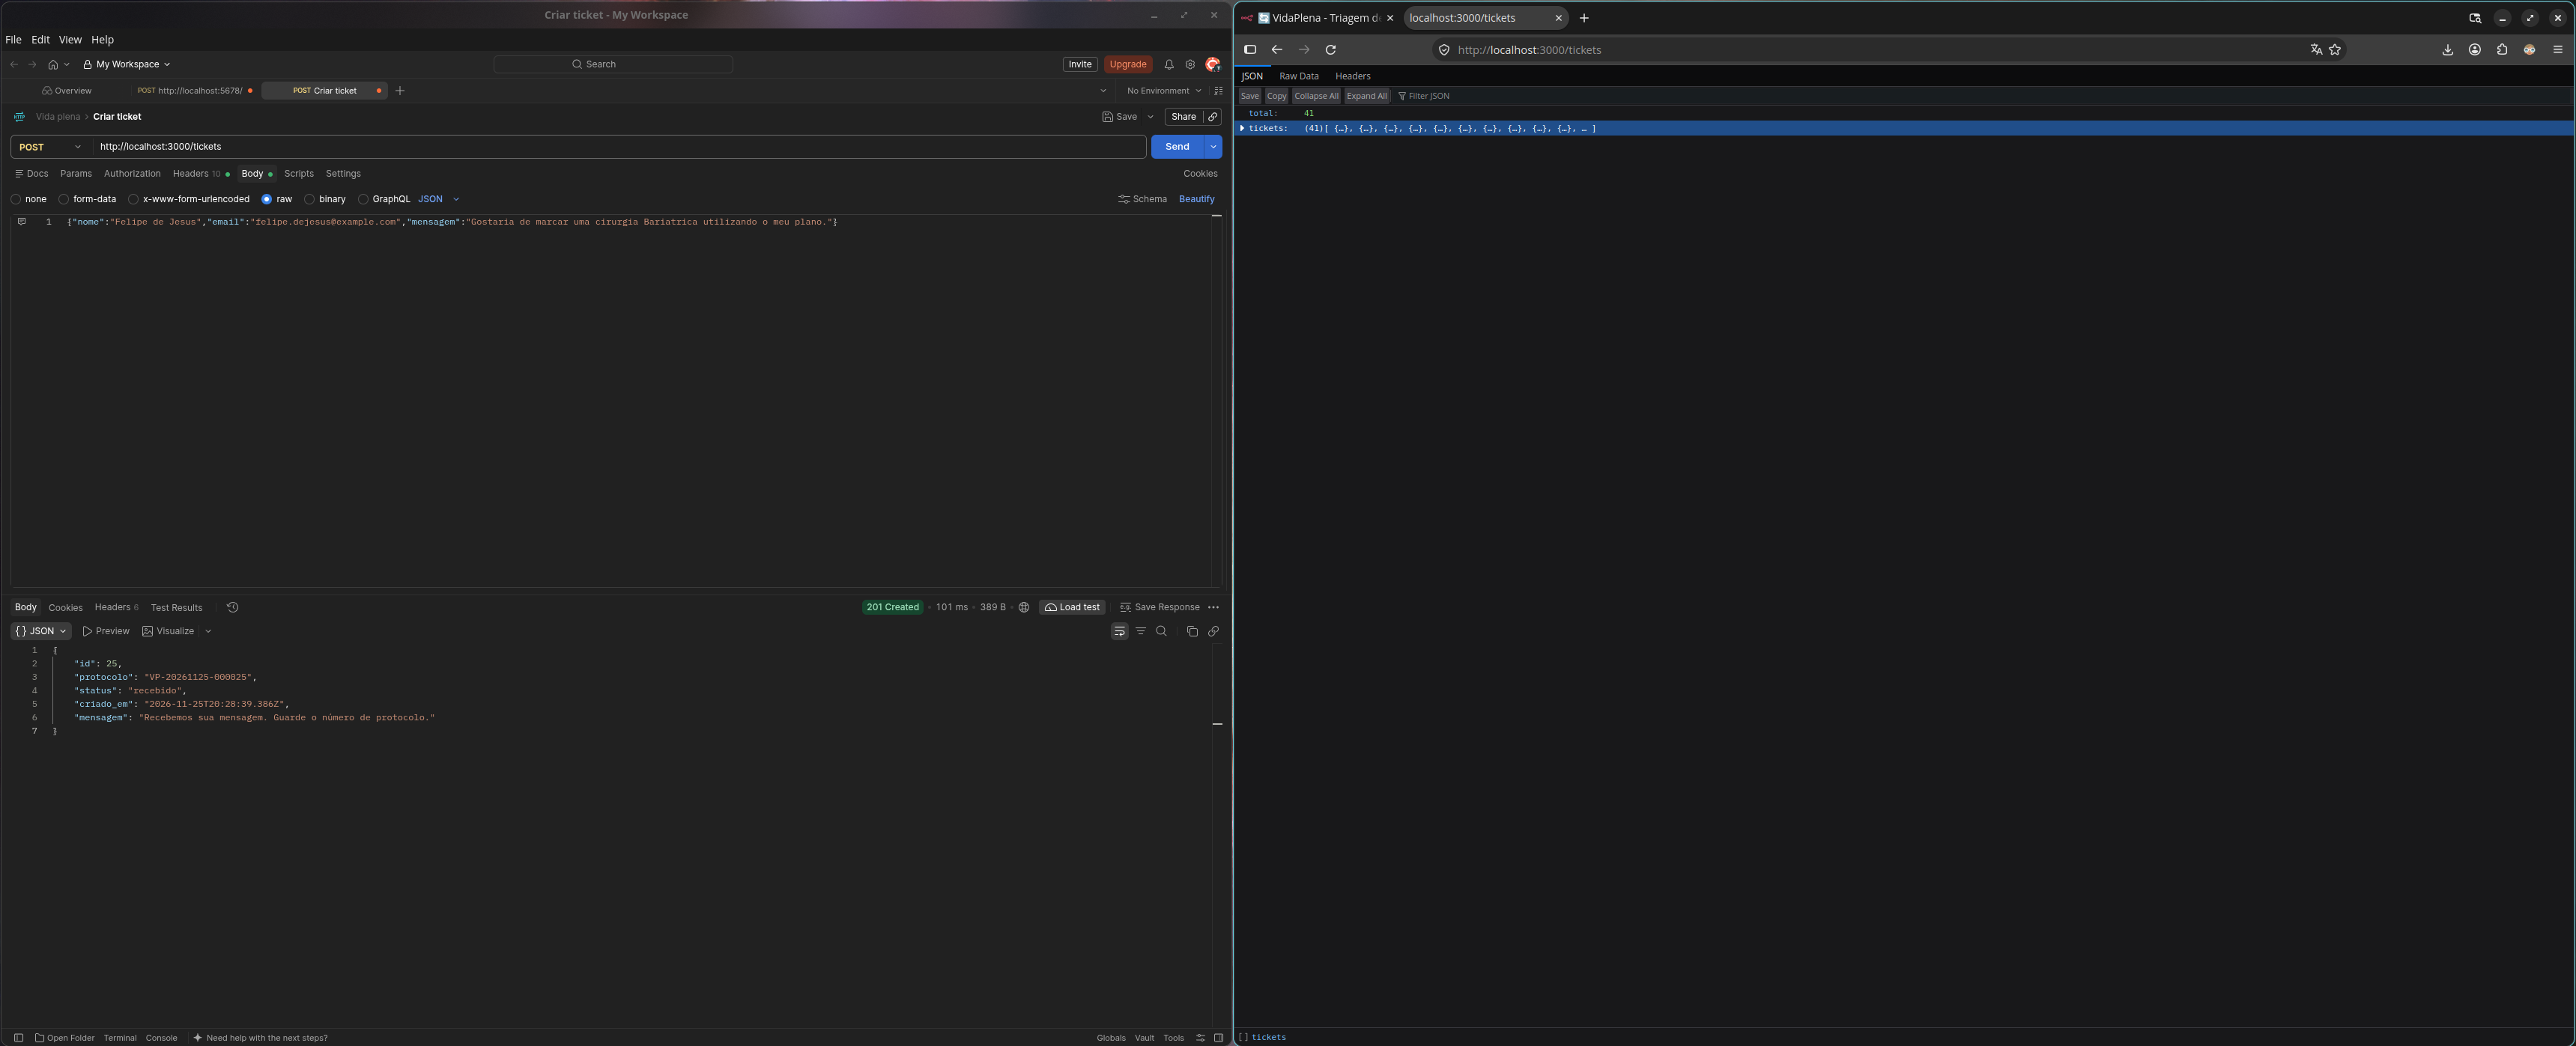 Criar ticket - My Workspace
File Edit View Help
My Workspace
Search
Invite
Upgrade
Overview
POST http://localhost:5678/
POST Criar ticket
No Environment
Vida plena > Criar ticket
Save
Share
POST
http://localhost:3000/tickets
Send
Docs Params Authorization Headers 10 Body Scripts Settings
Cookies
none form-data x-www-form-urlencoded raw binary GraphQL JSON
Schema
Beautify
1 {"nome":"Felipe de Jesus","email":"felipe.dejesus@example.com","mensagem":"Gostaria de marcar uma cirurgia Bariatrica utilizando o meu plano."}
Body Cookies Headers 6 Test Results
201 Created • 101 ms • 389 B
Load test
Save Response
{ } JSON
Preview
Visualize
1 {
2 "id": 25,
3 "protocolo": "VP-20261125-000025",
4 "status": "recebido",
5 "criado_em": "2026-11-25T20:28:39.386Z",
6 "mensagem": "Recebemos sua mensagem. Guarde o número de protocolo."
7 }
Open Folder Terminal Console
Need help with the next steps?
Globals Vault Tools
VidaPlena - Triagem d
localhost:3000/tickets
http://localhost:3000/tickets
JSON Raw Data Headers
Save Copy Collapse All Expand All Filter JSON
total: 41
tickets: (41)[ {…}, {…}, {…}, {…}, {…}, {…}, {…}, {…}, {…}, {…}, … ]
[] tickets